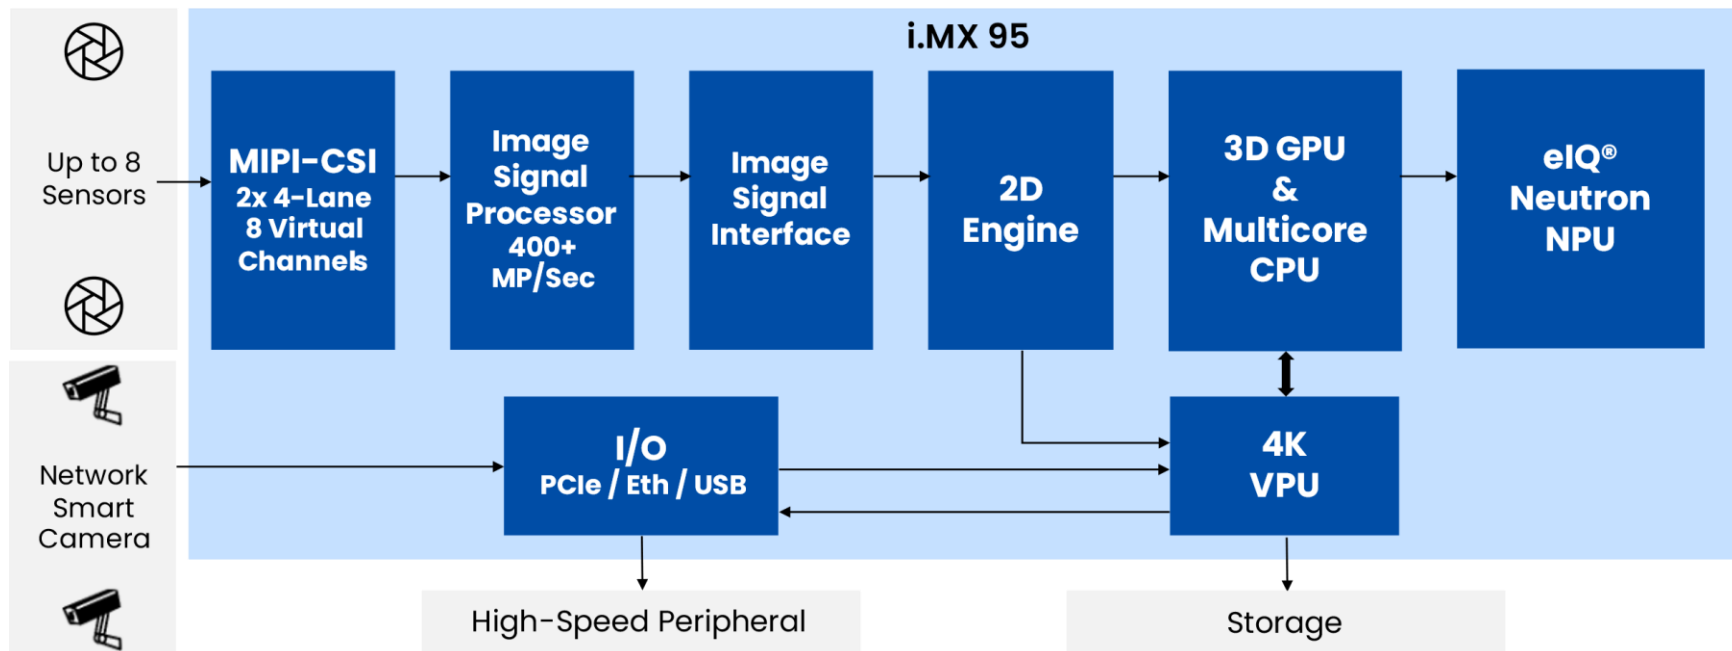 i.MX 95
Up to 8
Sensors
MIPI-CSI
2x 4-Lane
8 Virtual
Channels
Image
Signal
Processor
400+
MP/Sec
Image
Signal
Interface
2D
Engine
3D GPU
&
Multicore
CPU
eIQ®
Neutron
NPU
Network
Smart
Camera
I/O
PCIe / Eth / USB
4K
VPU
High-Speed Peripheral
Storage